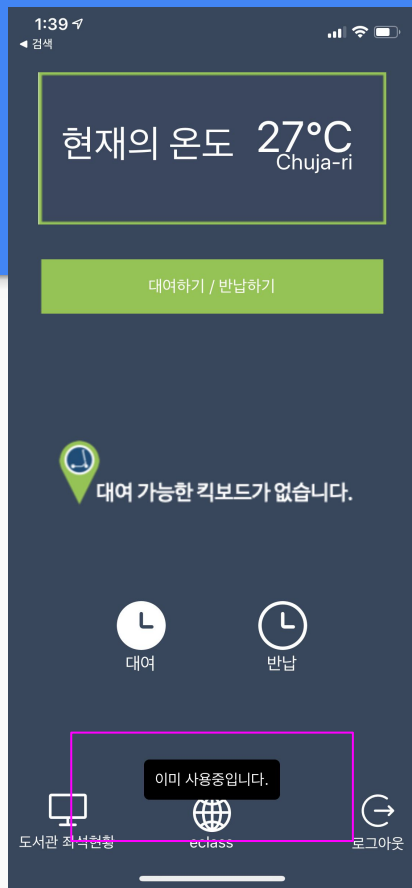 1:39
◀ 검색
현재의 온도 27°C
Chuja-ri
대여하기 / 반납하기
대여 가능한 킥보드가 없습니다.
대여 반납
이미 사용중입니다.
도서관 좌석현황 eclass 로그아웃